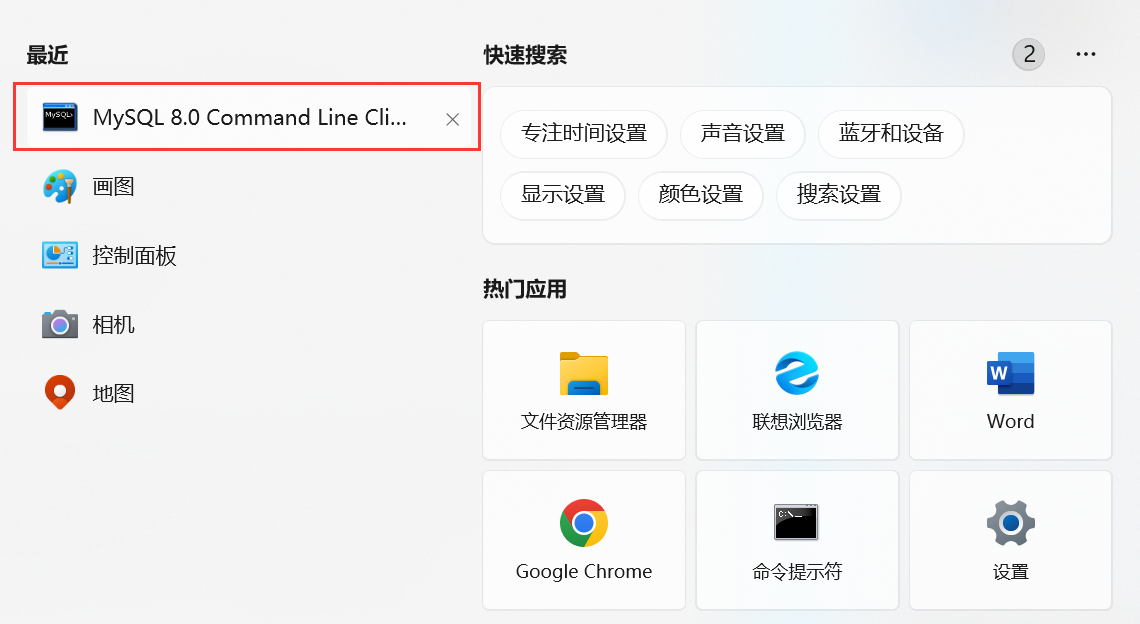 最近
MySQL 8.0 Command Line Cli...
画图
控制面板
相机
地图
快速搜索
2
专注时间设置
声音设置
蓝牙和设备
显示设置
颜色设置
搜索设置
热门应用
文件资源管理器
联想浏览器
W
Word
Google Chrome
C:\_
命令提示符
设置
MySQL>